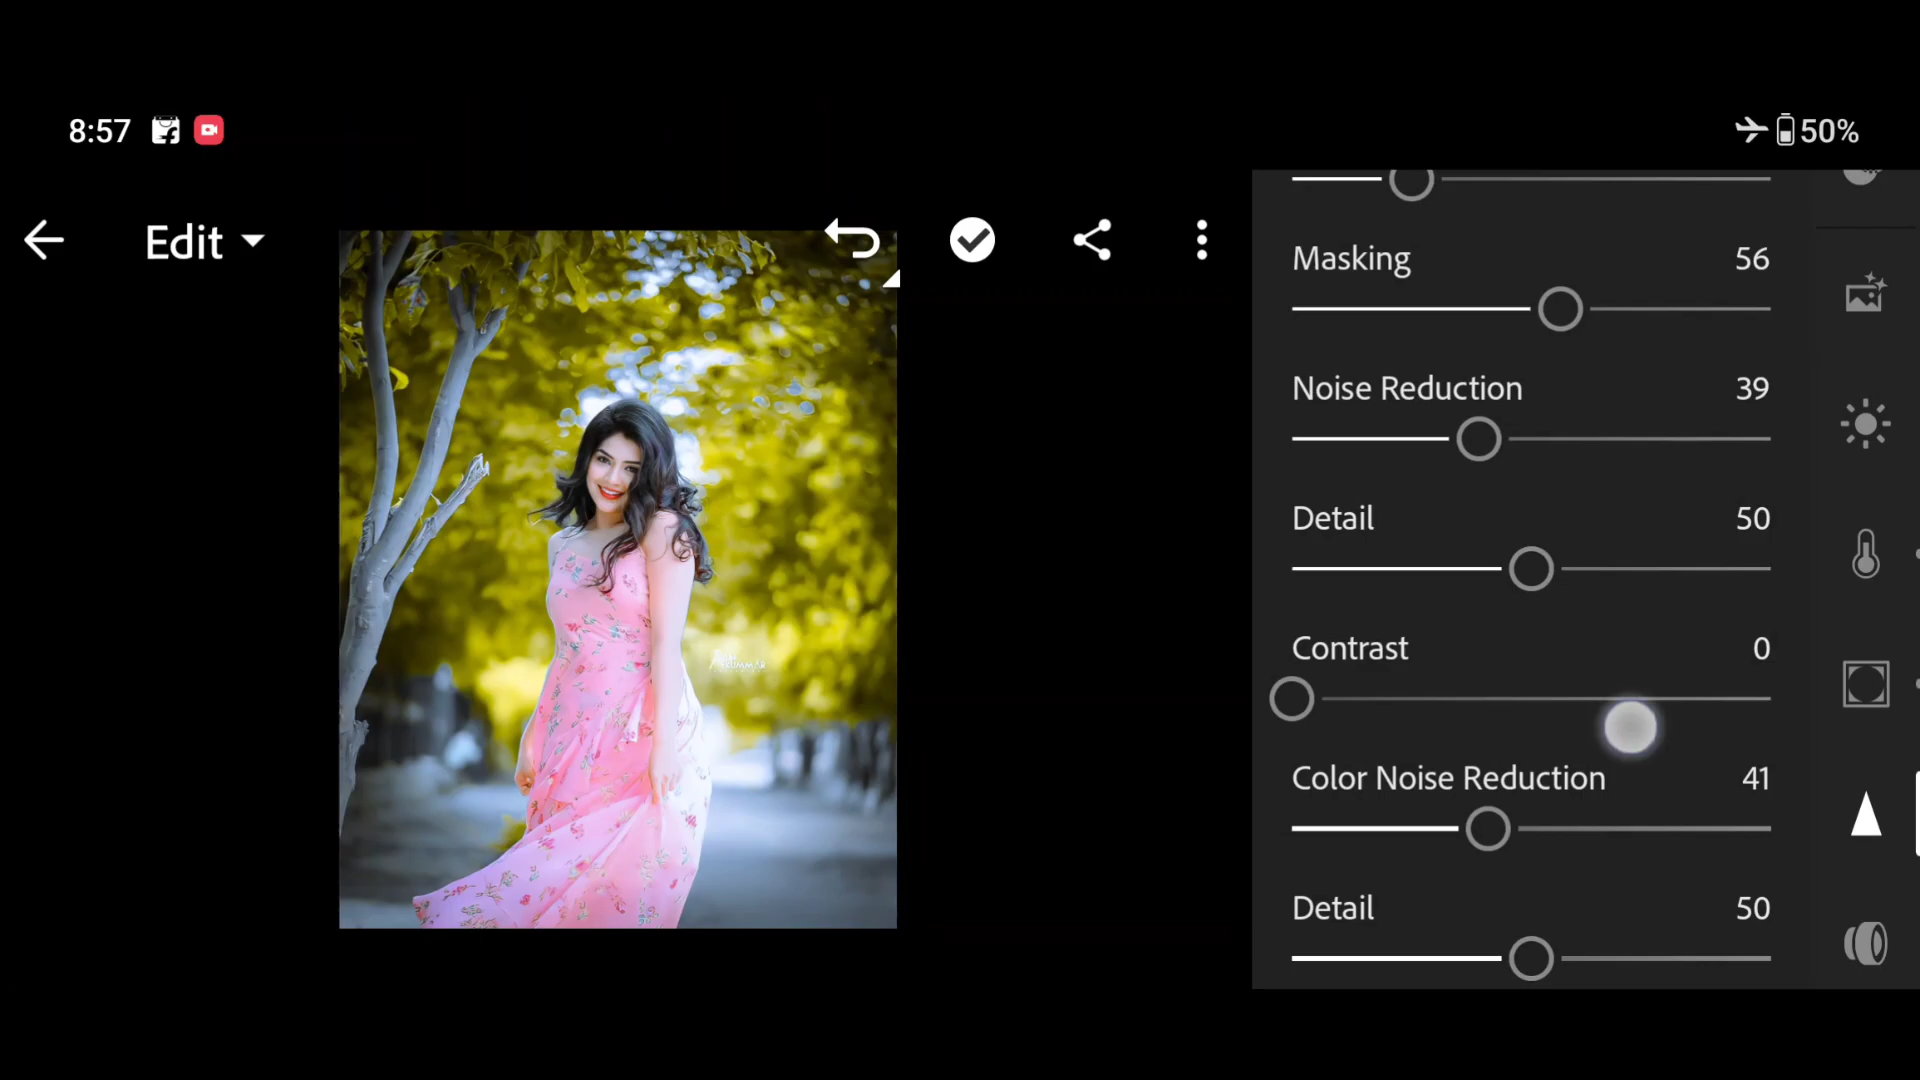 8:57
50%
Edit
Masking 56
Noise Reduction 39
Detail 50
Contrast 0
Color Noise Reduction 41
Detail 50